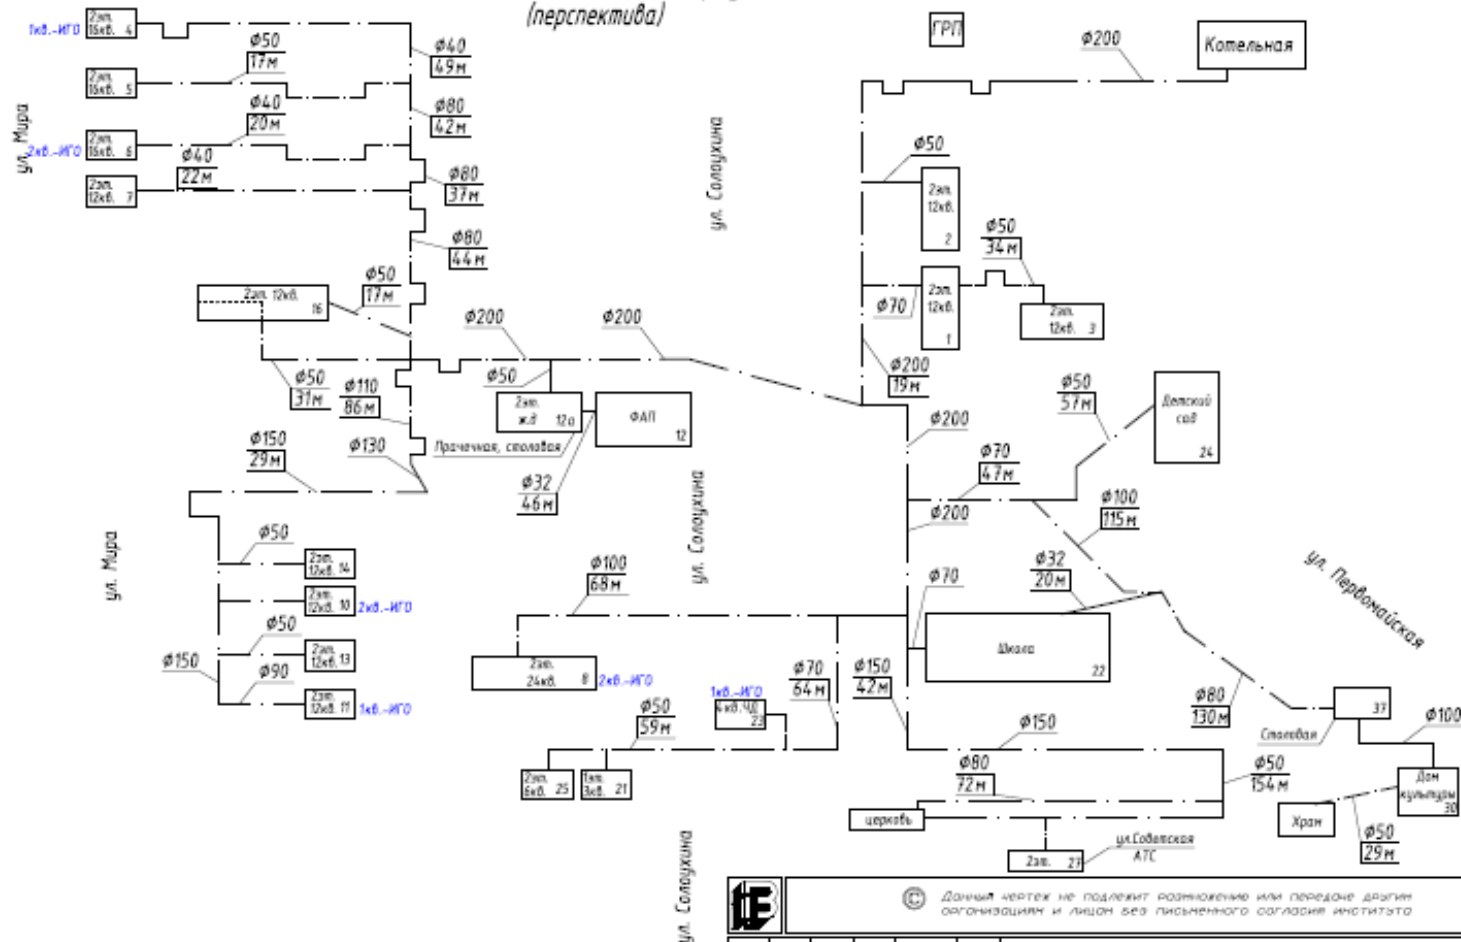 (перспектива)
1кв.-ИГО
2эт.
16кв. 4
ф50
17м
ф40
49м
ГРП
ф200
Котельная
2эт.
16кв. 5
ф40
20м
ф80
42м
ул. Мира
2кв.-ИГО
2эт.
16кв. 6
ф40
22м
2эт.
12кв. 7
ф80
37м
ул. Солоухина
ф50
2эт.
12кв.
2
ф50
34м
ф80
44м
ф50
17м
2эт. 12кв.
16
ф70
2эт.
12кв.
1
2эт.
12кв. 3
ф200
ф200
ф50
31м
ф110
86м
ф50
2эт.
ж.д 12а
ФАП
12
Прачечная, столовая
ф200
19м
ф50
57м
Детский
сад
24
ф200
ф150
29м
ф130
ф32
46м
ул. Солоухина
ф70
47м
ф200
ф100
115м
ул. Мира
ф50
2эт.
12кв. 14
2эт.
12кв. 10
2кв.-ИГО
ф50
2эт.
12кв. 13
ф150
ф90
2эт.
12кв. 11
1кв.-ИГО
ф100
68м
ф70
ф32
20м
ул. Первомайская
Школа
22
2эт.
24кв. 8
2кв.-ИГО
ф70
64м
ф150
42м
1кв.-ИГО
4кв.ЧД
23
ф50
59м
ф80
130м
37
Столовая
ф100
ф150
2эт.
6кв. 25
1эт.
3кв. 21
ф80
72м
ф50
154м
Дом
культуры
30
церковь
Храм
ф50
29м
2эт. 27
ул.Советская
АТС
ул. Солоухина
© Данный чертеж не подлежит размножению или передаче другим
организациям и лицам без письменного согласия института